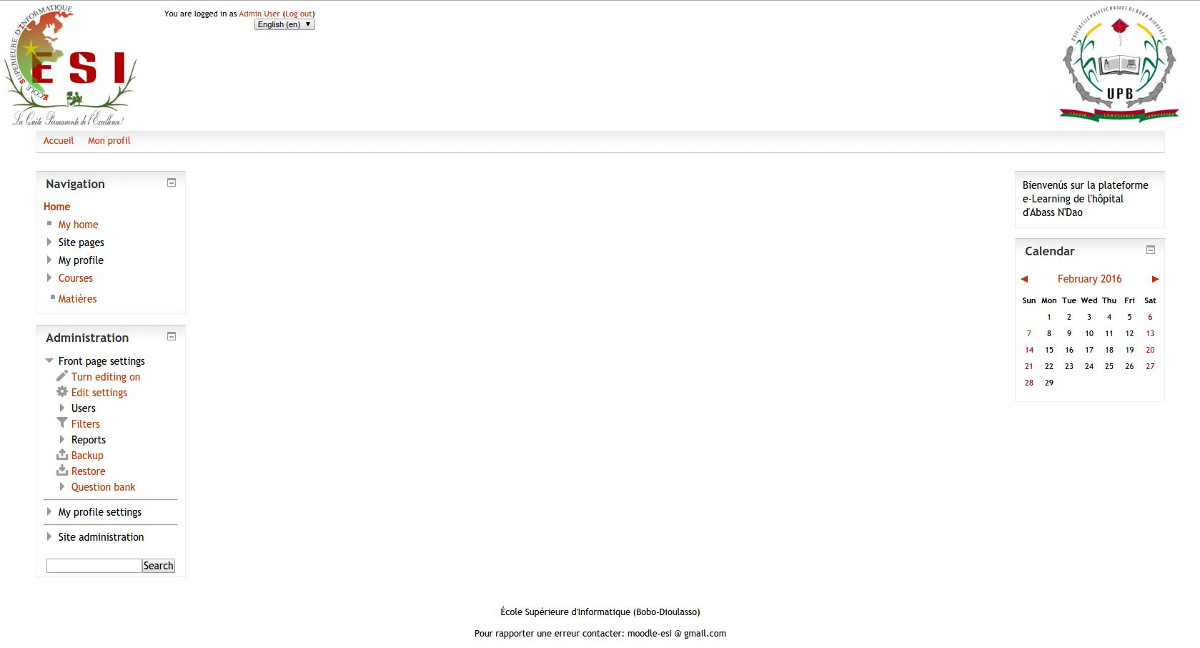 ÉCOLE SUPÉRIEURE D'INFORMATIQUE
ESI
La Quête Permanente de l'Excellence!
You are logged in as Admin User (Log out)
English (en) ▼
UPB
Accueil Mon profil
Navigation
Home
My home
Site pages
My profile
Courses
Matières
Administration
Front page settings
Turn editing on
Edit settings
Users
Filters
Reports
Backup
Restore
Question bank
My profile settings
Site administration
Search
Bienvenùs sur la plateforme
e-Learning de l'hôpital
d'Abass N'Dao
Calendar
◀ February 2016 ▶
Sun Mon Tue Wed Thu Fri Sat
1 2 3 4 5 6
7 8 9 10 11 12 13
14 15 16 17 18 19 20
21 22 23 24 25 26 27
28 29
École Supérieure d'Informatique (Bobo-Dioulasso)
Pour rapporter une erreur contacter: moodle-esi @ gmail.com